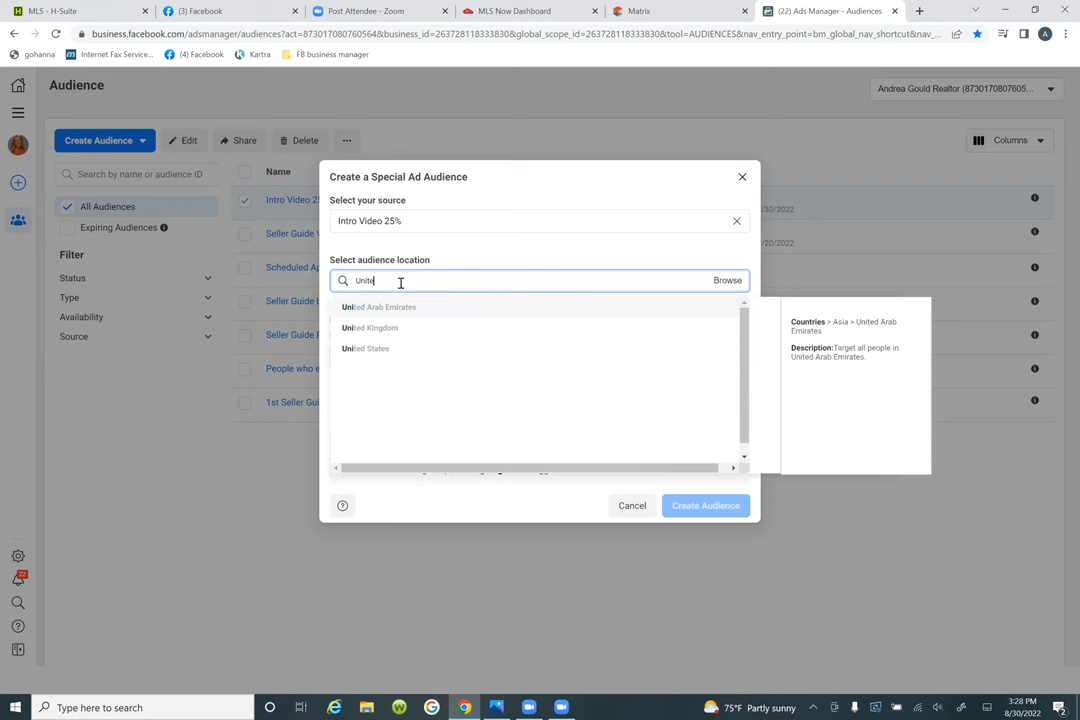 MLS - H-Suite
(3) Facebook
Post Attendee - Zoom
MLS Now Dashboard
Matrix
(22) Ads Manager - Audiences
business.facebook.com/adsmanager/audiences?act=873017080760564&business_id=263728118333830&global_scope_id=263728118333830&tool=AUDIENCES&nav_entry_point=bm_global_nav_shortcut&nav_...
A
gohanna
Internet Fax Service...
(4) Facebook
Kartra
FB business manager
Audience
Andrea Gould Realtor (8730170807605...
Create Audience
Edit
Share
Delete
Columns
Search by name or audience ID
Name
All Audiences
Expiring Audiences
Filter
Status
Type
Availability
Source
Intro Video 2
/30/2022
Seller Guide V
/20/2022
Scheduled Ap
Seller Guide L
Seller Guide
People who e
1st Seller Gui
Create a Special Ad Audience
Select your source
Intro Video 25%
Select audience location
Unite
Browse
United Arab Emirates
United Kingdom
United States
Countries > Asia > United Arab
Emirates
Description:Target all people in
United Arab Emirates.
Cancel
Create Audience
22
Type here to search
75°F Partly sunny
3:28 PM
8/30/2022
2